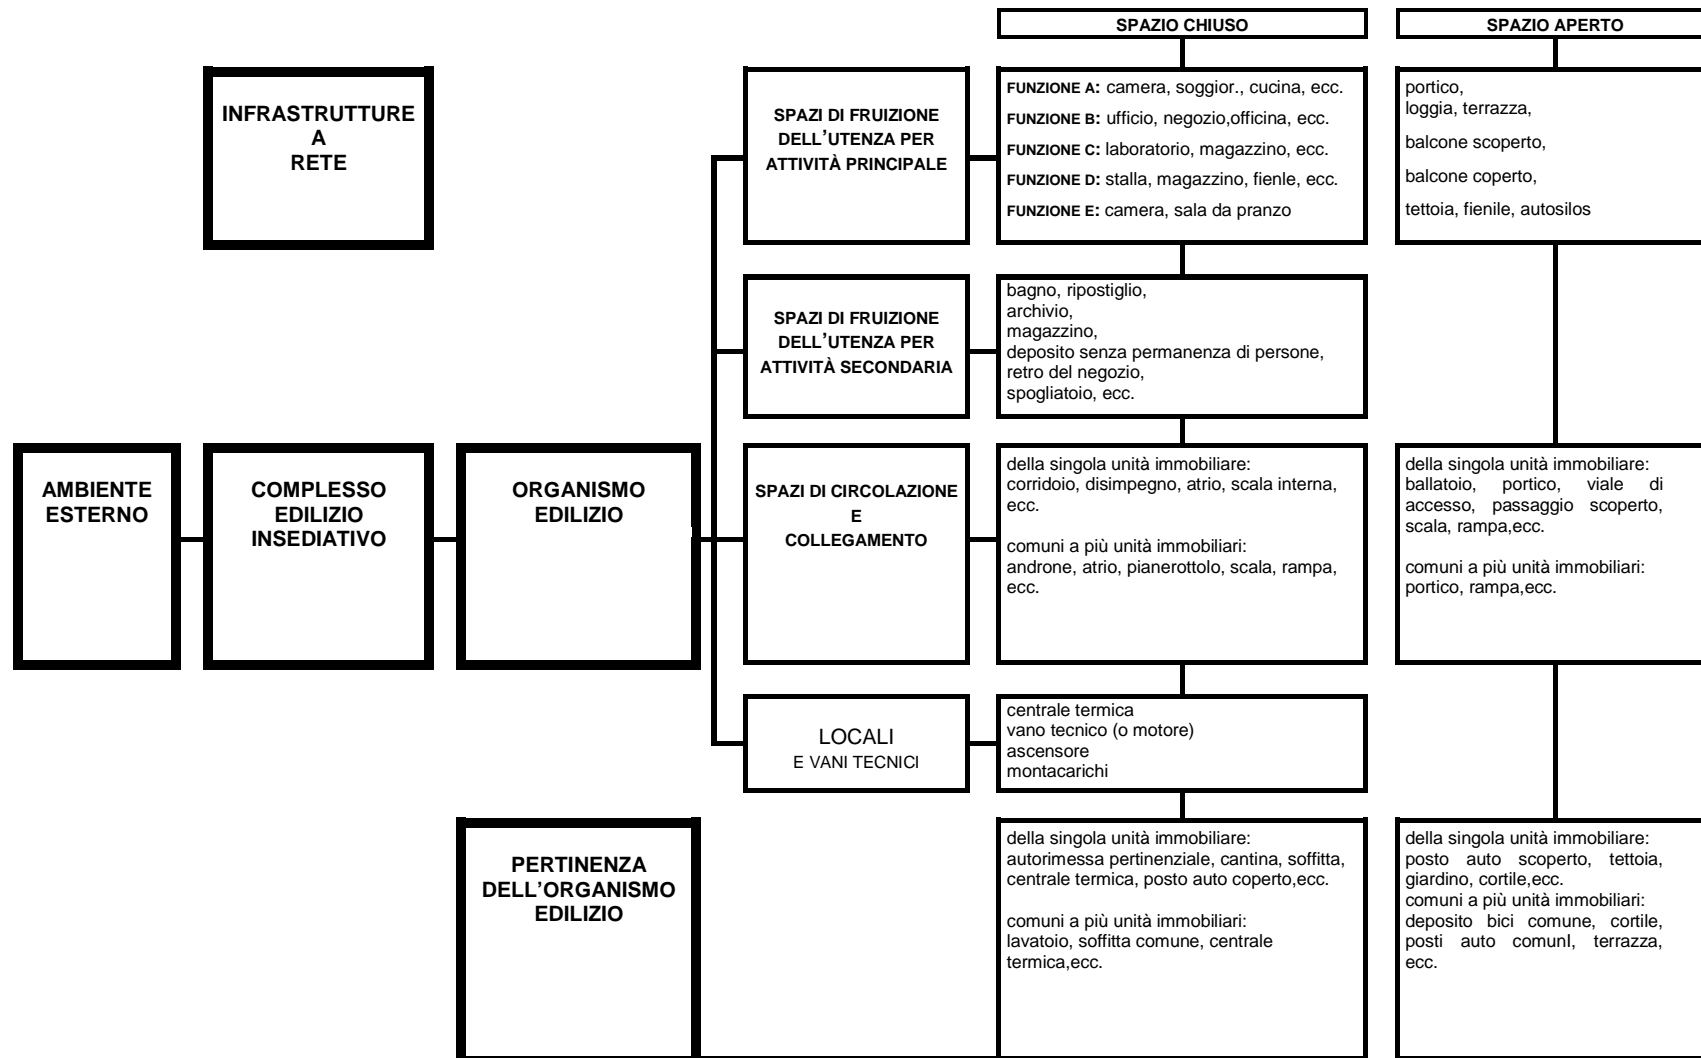 SPAZIO CHIUSO
SPAZIO APERTO
INFRASTRUTTURE
A
RETE
SPAZI DI FRUIZIONE
DELL'UTENZA PER
ATTIVITÀ PRINCIPALE
FUNZIONE A: camera, soggior., cucina, ecc.
FUNZIONE B: ufficio, negozio,officina, ecc.
FUNZIONE C: laboratorio, magazzino, ecc.
FUNZIONE D: stalla, magazzino, fienle, ecc.
FUNZIONE E: camera, sala da pranzo
portico,
loggia, terrazza,
balcone scoperto,
balcone coperto,
tettoia, fienile, autosilos
SPAZI DI FRUIZIONE
DELL'UTENZA PER
ATTIVITÀ SECONDARIA
bagno, ripostiglio,
archivio,
magazzino,
deposito senza permanenza di persone,
retro del negozio,
spogliatoio, ecc.
AMBIENTE
ESTERNO
COMPLESSO
EDILIZIO
INSEDIATIVO
ORGANISMO
EDILIZIO
SPAZI DI CIRCOLAZIONE
E
COLLEGAMENTO
della singola unità immobiliare:
corridoio, disimpegno, atrio, scala interna,
ecc.
comuni a più unità immobiliari:
androne, atrio, pianerottolo, scala, rampa,
ecc.
della singola unità immobiliare:
ballatoio, portico, viale di
accesso, passaggio scoperto,
scala, rampa,ecc.
comuni a più unità immobiliari:
portico, rampa,ecc.
LOCALI
E VANI TECNICI
centrale termica
vano tecnico (o motore)
ascensore
montacarichi
PERTINENZA
DELL'ORGANISMO
EDILIZIO
della singola unità immobiliare:
autorimessa pertinenziale, cantina, soffitta,
centrale termica, posto auto coperto,ecc.
comuni a più unità immobiliari:
lavatoio, soffitta comune, centrale
termica,ecc.
della singola unità immobiliare:
posto auto scoperto, tettoia,
giardino, cortile,ecc.
comuni a più unità immobiliari:
deposito bici comune, cortile,
posti auto comunI, terrazza,
ecc.